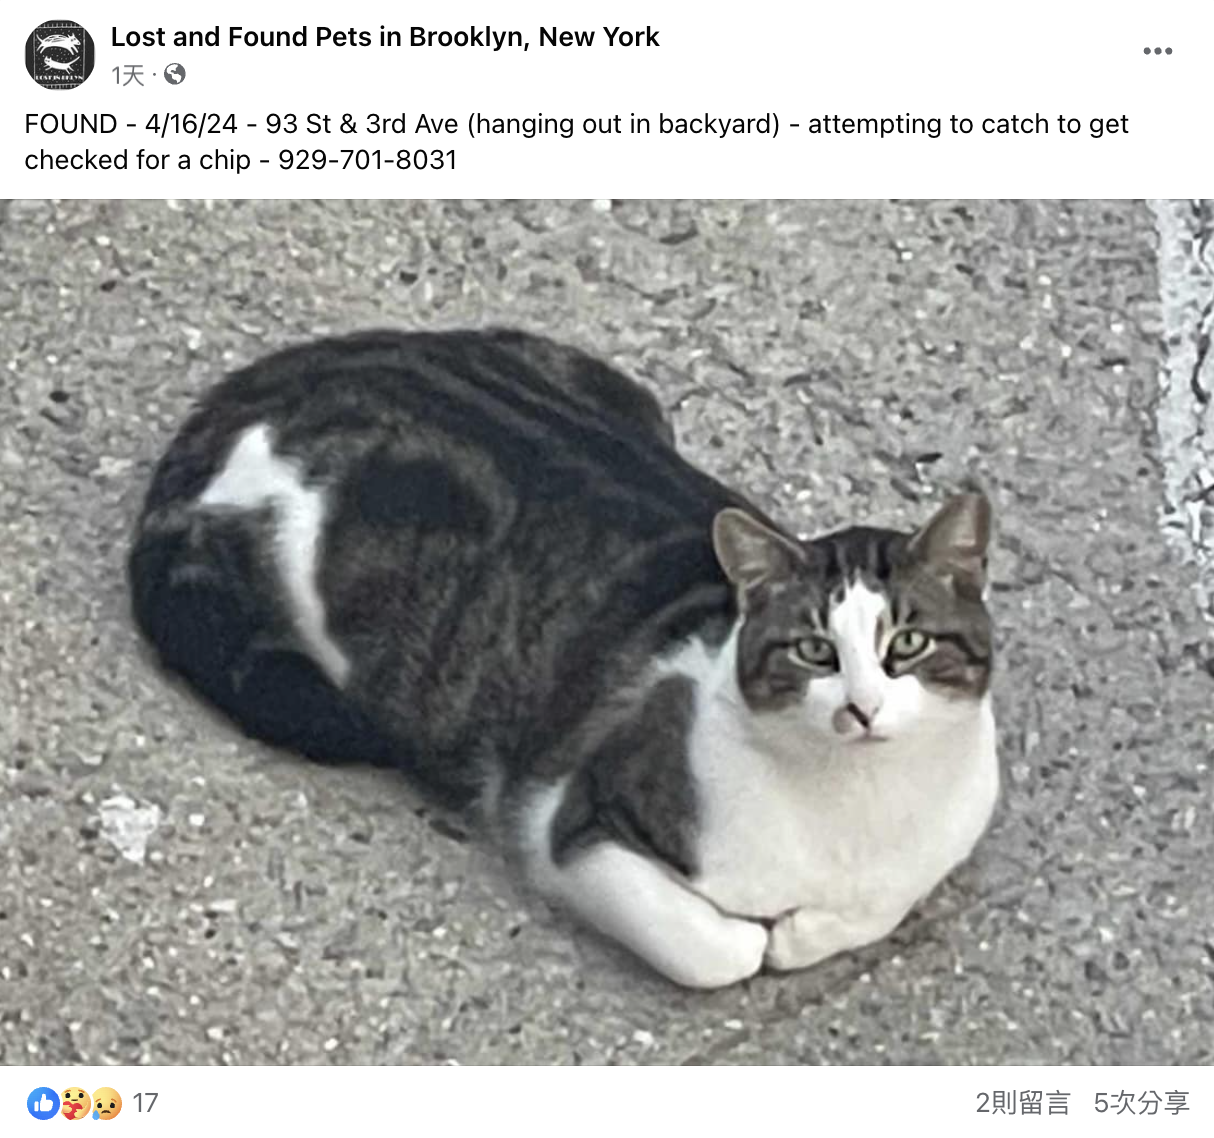 Lost and Found Pets in Brooklyn, New York
1天 ·
FOUND - 4/16/24 - 93 St & 3rd Ave (hanging out in backyard) - attempting to catch to get
checked for a chip - 929-701-8031
17
2則留言 5次分享